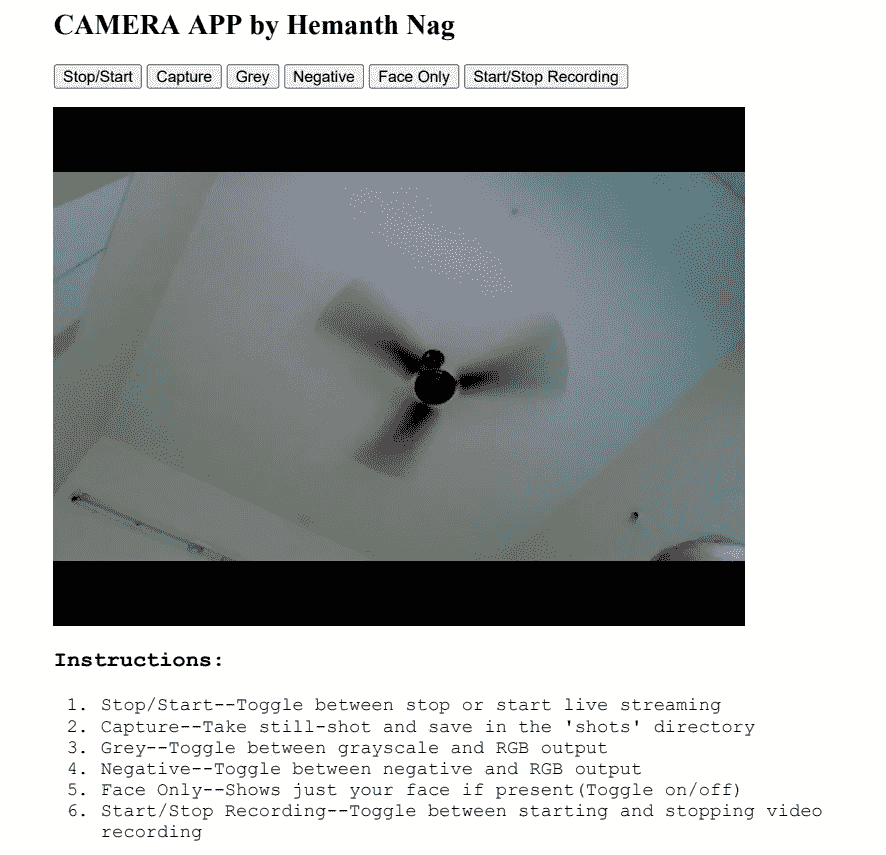 CAMERA APP by Hemanth Nag
Stop/Start Capture Grey Negative Face Only Start/Stop Recording
Instructions:
1. Stop/Start--Toggle between stop or start live streaming
2. Capture--Take still-shot and save in the 'shots' directory
3. Grey--Toggle between grayscale and RGB output
4. Negative--Toggle between negative and RGB output
5. Face Only--Shows just your face if present(Toggle on/off)
6. Start/Stop Recording--Toggle between starting and stopping video
recording